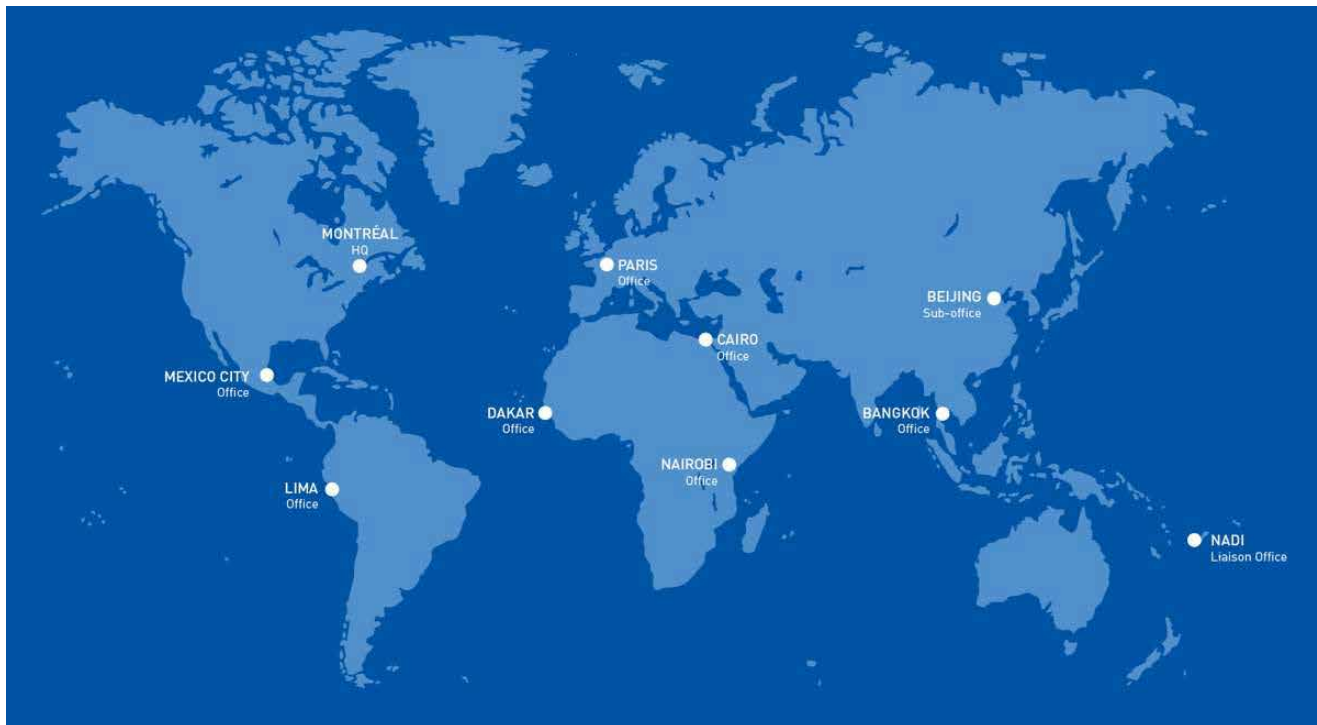 MONTRÉAL
HQ
PARIS
Office
BEIJING
Sub-office
CAIRO
Office
MEXICO CITY
Office
DAKAR
Office
BANGKOK
Office
NAIROBI
Office
LIMA
Office
NADI
Liaison Office